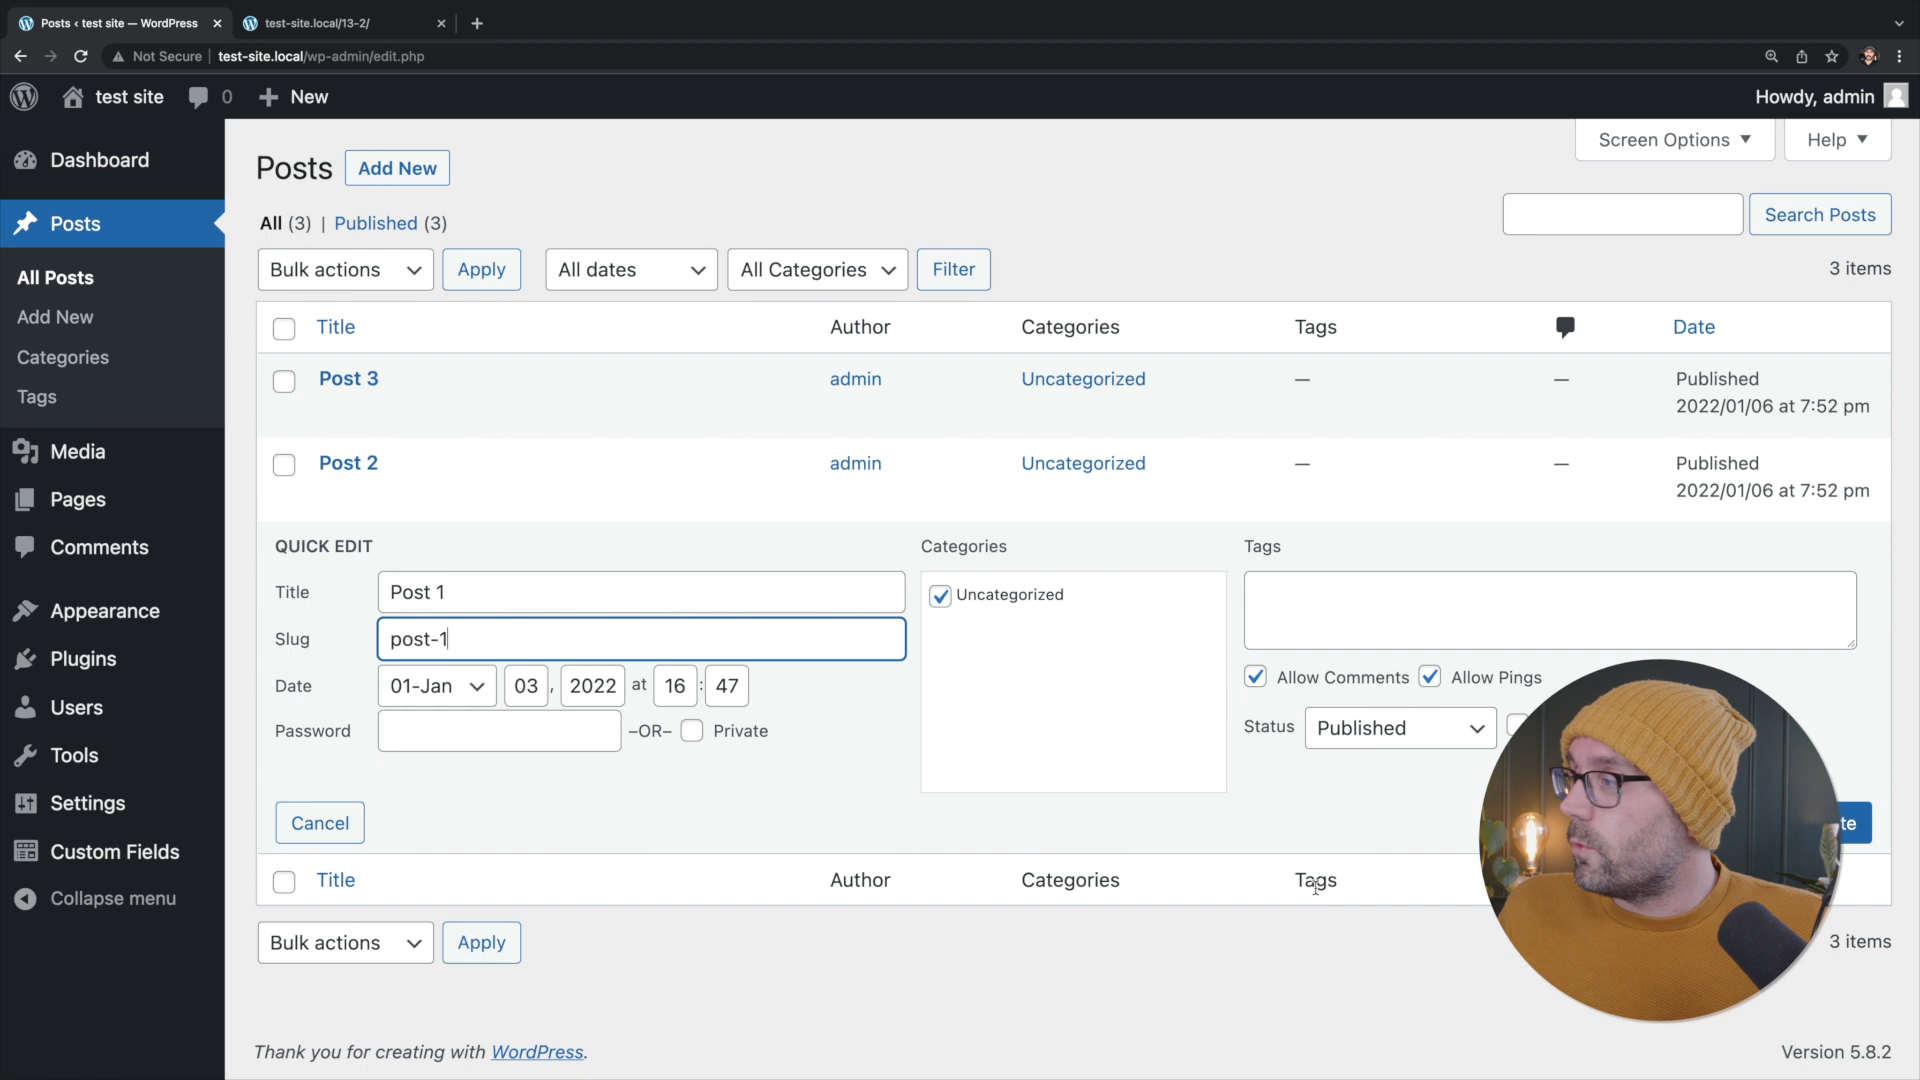 Posts ‹ test site — WordPress
test-site.local/13-2/
Not Secure | test-site.local/wp-admin/edit.php
test site
0
New
Howdy, admin
Dashboard
Posts
All Posts
Add New
Categories
Tags
Media
Pages
Comments
Appearance
Plugins
Users
Tools
Settings
Custom Fields
Collapse menu
Screen Options
Help
Posts
Add New
All (3) | Published (3)
Search Posts
Bulk actions
Apply
All dates
All Categories
Filter
3 items
Title Author Categories Tags Date
Post 3 admin Uncategorized — — Published
2022/01/06 at 7:52 pm
Post 2 admin Uncategorized — — Published
2022/01/06 at 7:52 pm
QUICK EDIT
Title Post 1
Slug post-1
Date 01-Jan 03, 2022 at 16:47
Password –OR– Private
Categories
Uncategorized
Tags
Allow Comments
Allow Pings
Status Published
Cancel
te
Title Author Categories Tags
Bulk actions
Apply
3 items
Thank you for creating with WordPress.
Version 5.8.2